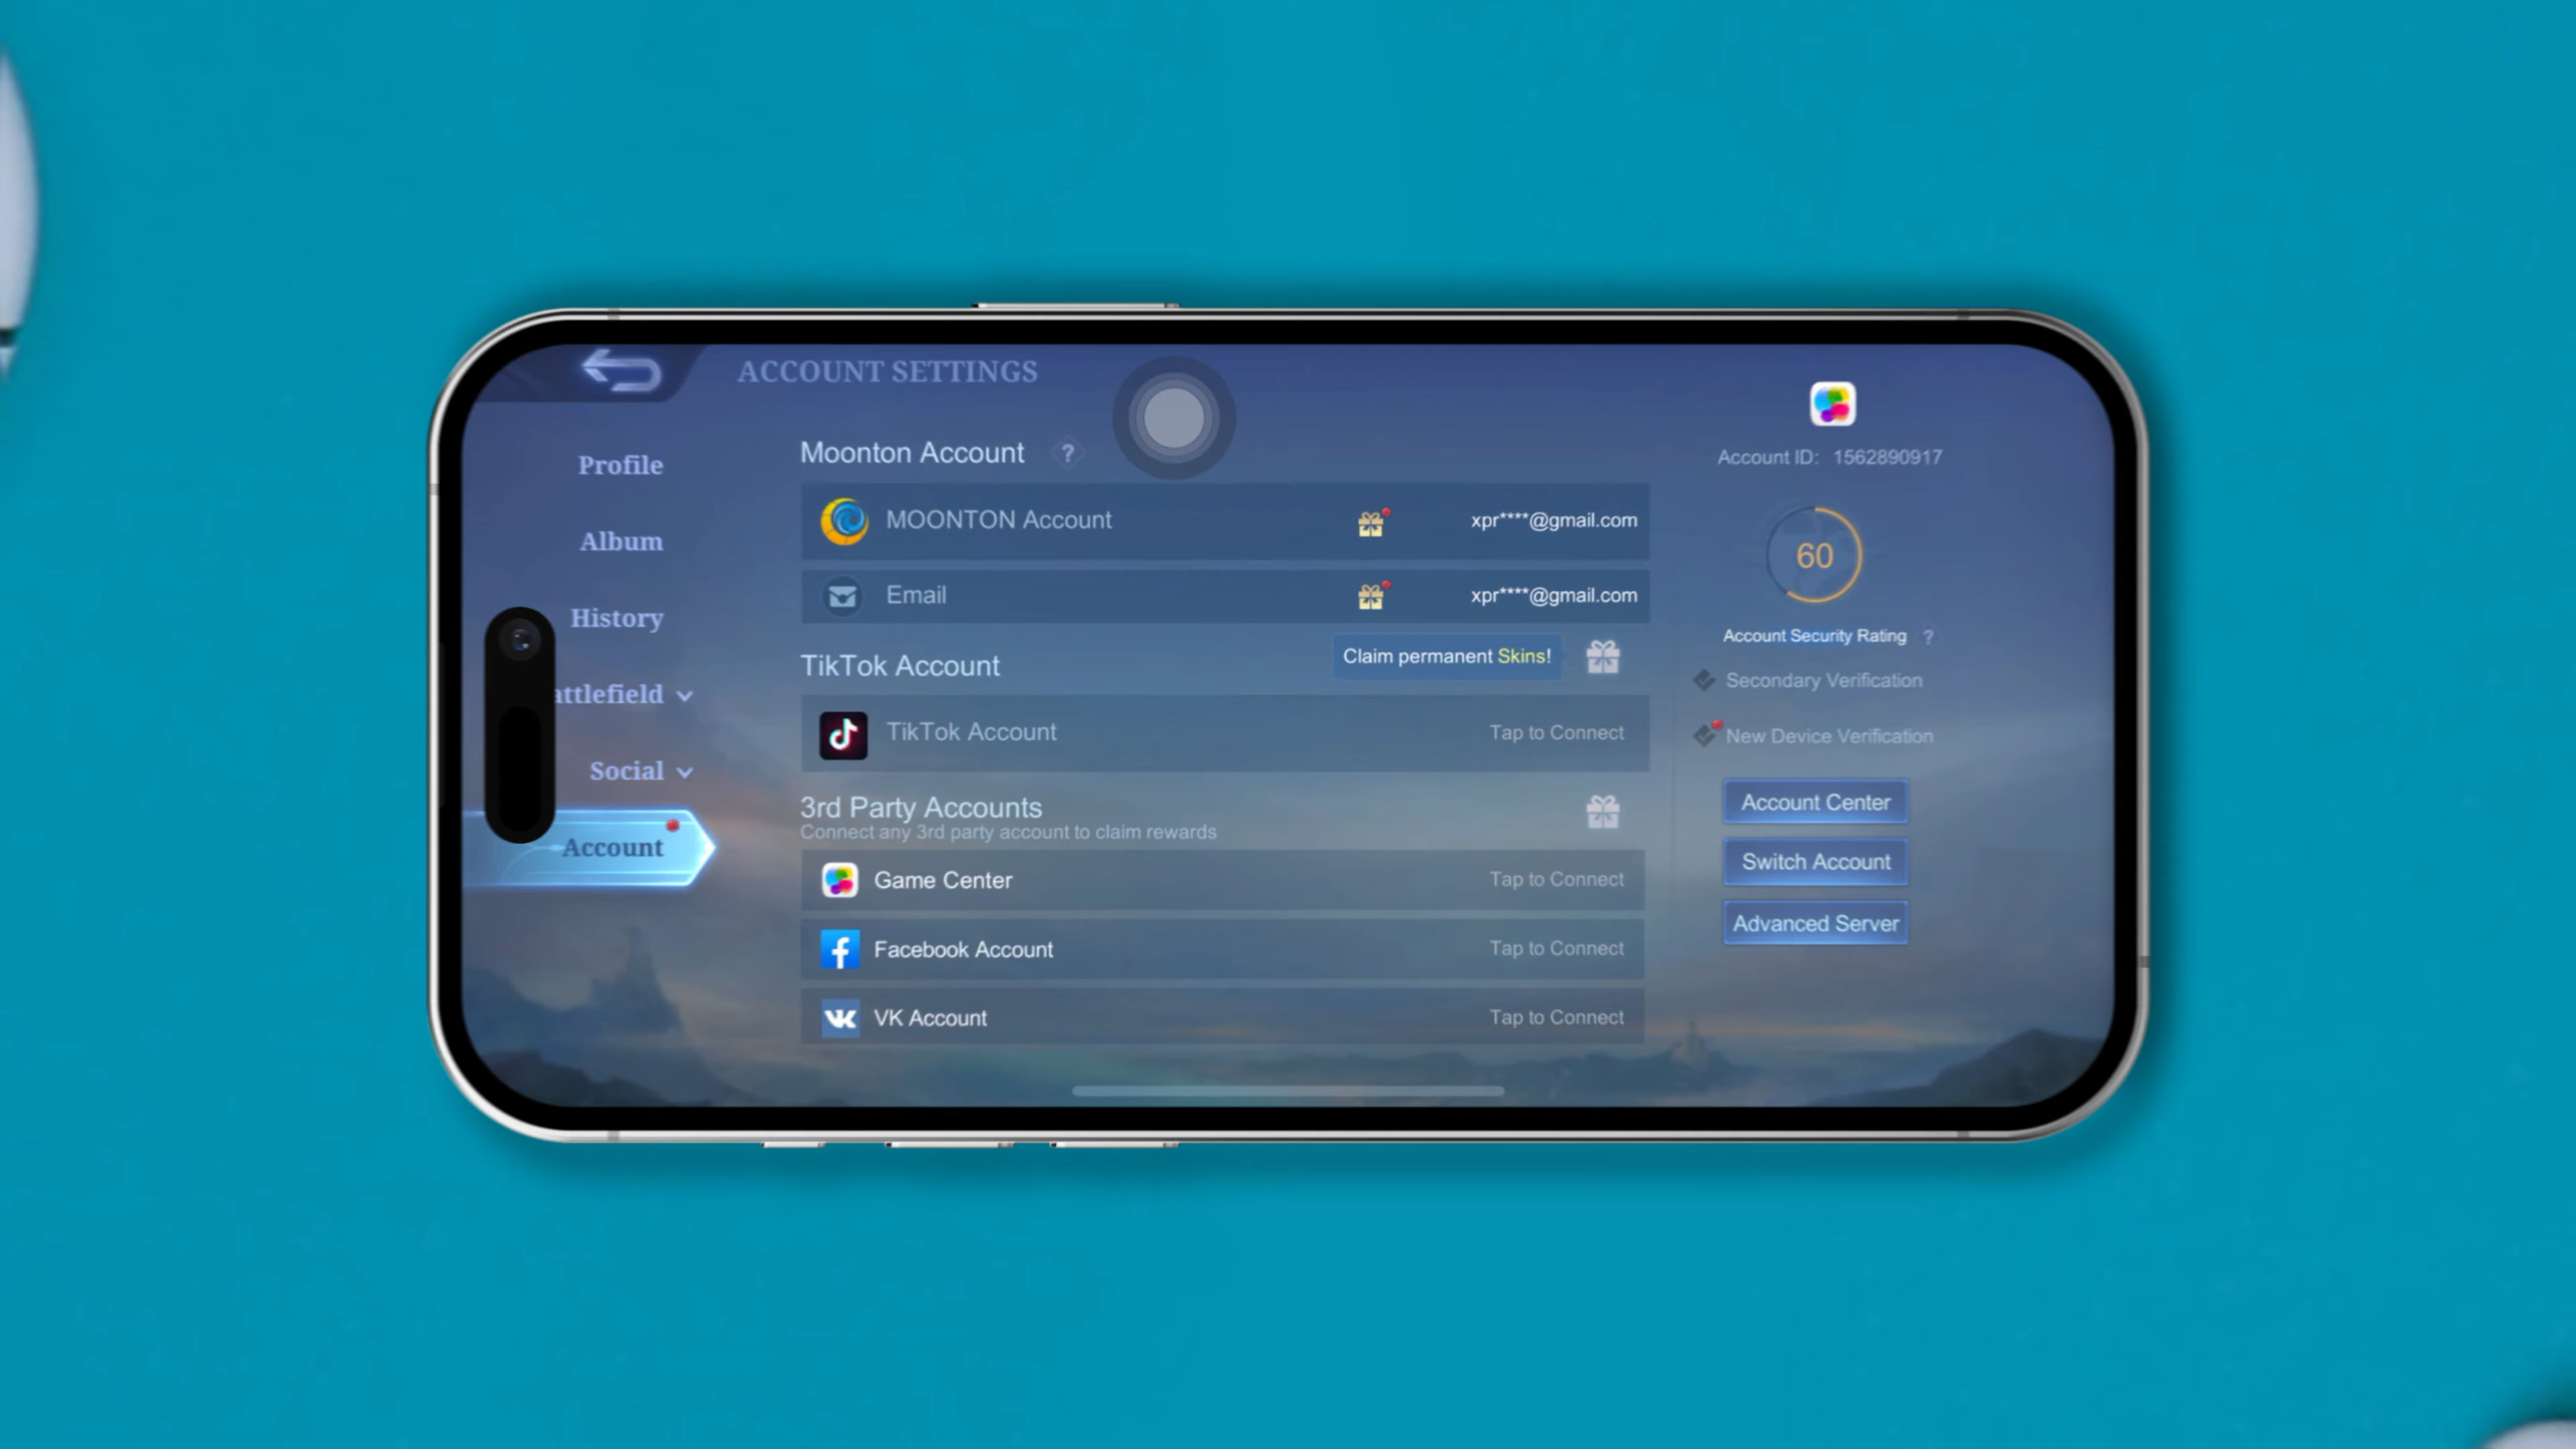 ACCOUNT SETTINGS
Profile
Album
History
attlefield
Social
Account
Moonton Account ?
MOONTON Account xpr****@gmail.com
Email xpr****@gmail.com
TikTok Account Claim permanent Skins!
TikTok Account Tap to Connect
3rd Party Accounts
Connect any 3rd party account to claim rewards
Game Center Tap to Connect
Facebook Account Tap to Connect
VK Account Tap to Connect
Account ID: 1562890917
60
Account Security Rating ?
Secondary Verification
New Device Verification
Account Center
Switch Account
Advanced Server